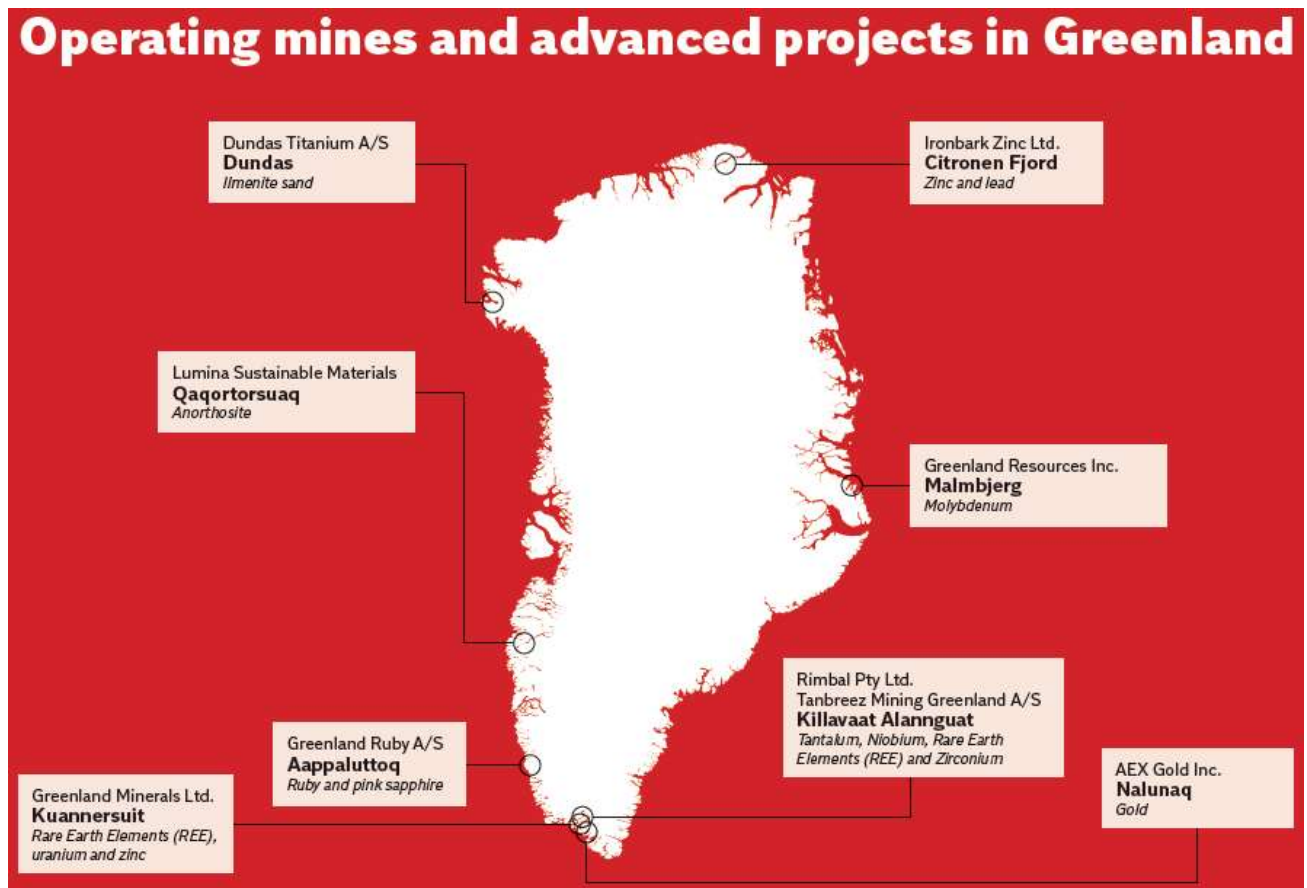 Operating mines and advanced projects in Greenland
Dundas Titanium A/S
Dundas
Ilmenite sand
Ironbark Zinc Ltd.
Citronen Fjord
Zinc and lead
Lumina Sustainable Materials
Qaqortorsuaq
Anorthosite
Greenland Resources Inc.
Malmbjerg
Molybdenum
Rimbal Pty Ltd.
Tanbreez Mining Greenland A/S
Killavaat Alannguat
Tantalum, Niobium, Rare Earth
Elements (REE) and Zirconium
Greenland Ruby A/S
Aappaluttoq
Ruby and pink sapphire
AEX Gold Inc.
Nalunaq
Gold
Greenland Minerals Ltd.
Kuannersuit
Rare Earth Elements (REE),
uranium and zinc